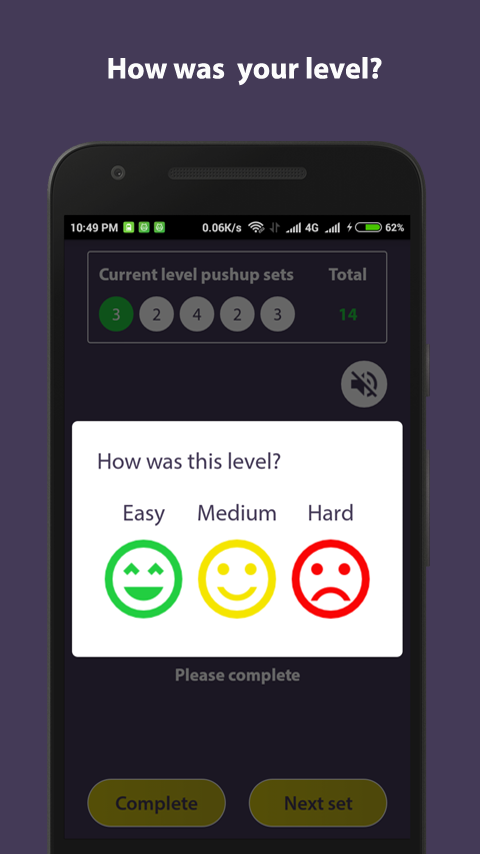 How was  your level?
10:49 PM 0.06K/s 4G 62%
Current level pushup sets Total
3 2 4 2 3 14
How was this level?
Easy Medium Hard
Please complete
Complete Next set